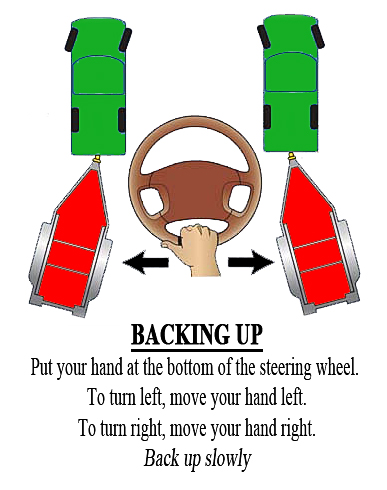 BACKING UP
Put your hand at the bottom of the steering wheel.
To turn left, move your hand left.
To turn right, move your hand right.
Back up slowly